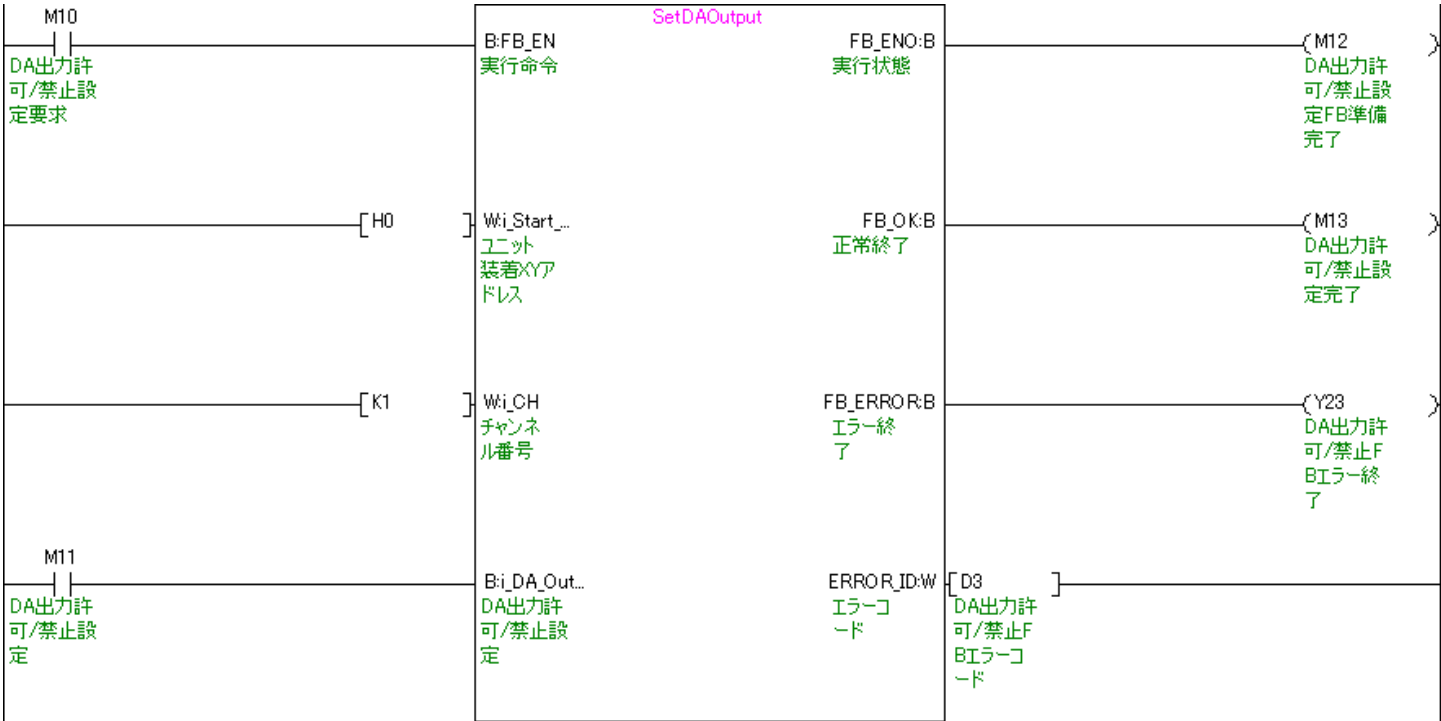 SetDAOutput
M10
DA出力許
可/禁止設
定要求
B:FB_EN
実行命令
FB_ENO:B
実行状態
M12
DA出力許
可/禁止設
定FB準備
完了
H0
W:i_Start_...
ユニット
装着XYア
ドレス
FB_OK:B
正常終了
M13
DA出力許
可/禁止設
定完了
K1
W:i_CH
チャンネ
ル番号
FB_ERROR:B
エラー終
了
Y23
DA出力許
可/禁止F
Bエラー終
了
M11
DA出力許
可/禁止設
定
B:i_DA_Out...
DA出力許
可/禁止設
定
ERROR_ID:W
エラーコ
ード
D3
DA出力許
可/禁止F
Bエラーコ
ード